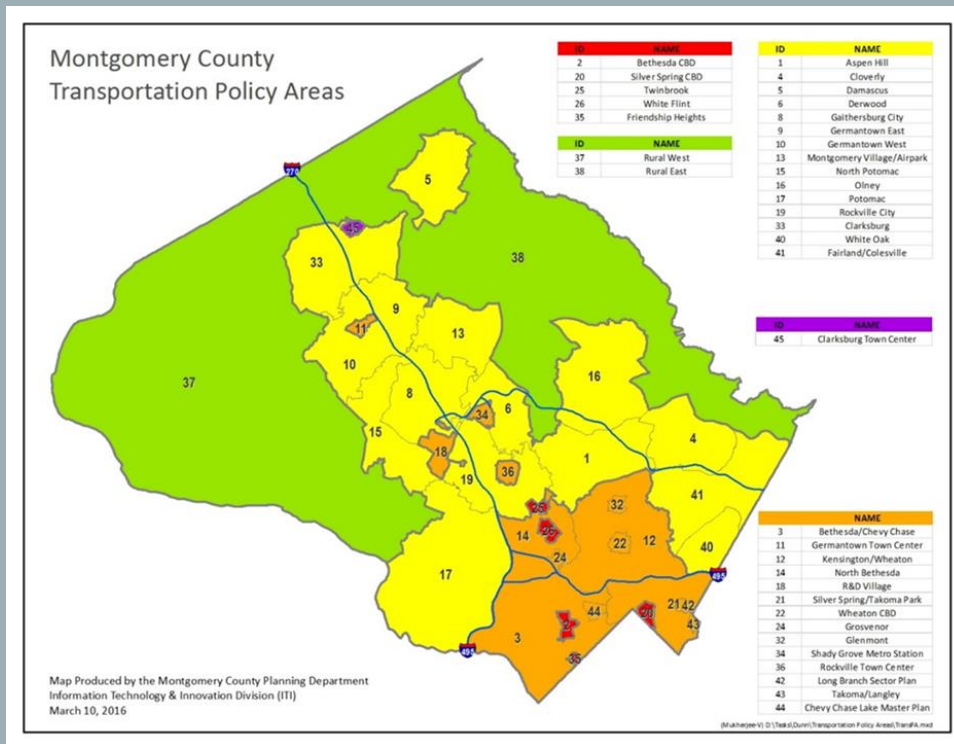 Montgomery County
Transportation Policy Areas
ID NAME
2 Bethesda CBD
20 Silver Spring CBD
25 Twinbrook
26 White Flint
35 Friendship Heights
ID NAME
37 Rural West
38 Rural East
ID NAME
1 Aspen Hill
4 Cloverly
5 Damascus
6 Derwood
8 Gaithersburg City
9 Germantown East
10 Germantown West
13 Montgomery Village/Airpark
15 North Potomac
16 Olney
17 Potomac
19 Rockville City
33 Clarksburg
40 White Oak
41 Fairland/Colesville
ID NAME
45 Clarksburg Town Center
NAME
3 Bethesda/Chevy Chase
11 Germantown Town Center
12 Kensington/Wheaton
14 North Bethesda
18 R&D Village
21 Silver Spring/Takoma Park
22 Wheaton CBD
24 Grosvenor
32 Glenmont
34 Shady Grove Metro Station
36 Rockville Town Center
42 Long Branch Sector Plan
43 Takoma/Langley
44 Chevy Chase Lake Master Plan
270
5
45
33
38
9
11
13
37
10
16
8
34
6
15
4
18
1
36
19
41
25
32
14
26
22
12
24
40
17
495
44
20
21
42
2
43
3
495
35
Map Produced by the Montgomery County Planning Department
Information Technology & Innovation Division (ITI)
March 10, 2016
(Mukherjee-V) D:\Tasks\Dunn\Transportation Policy Areas\TransPA.mxd